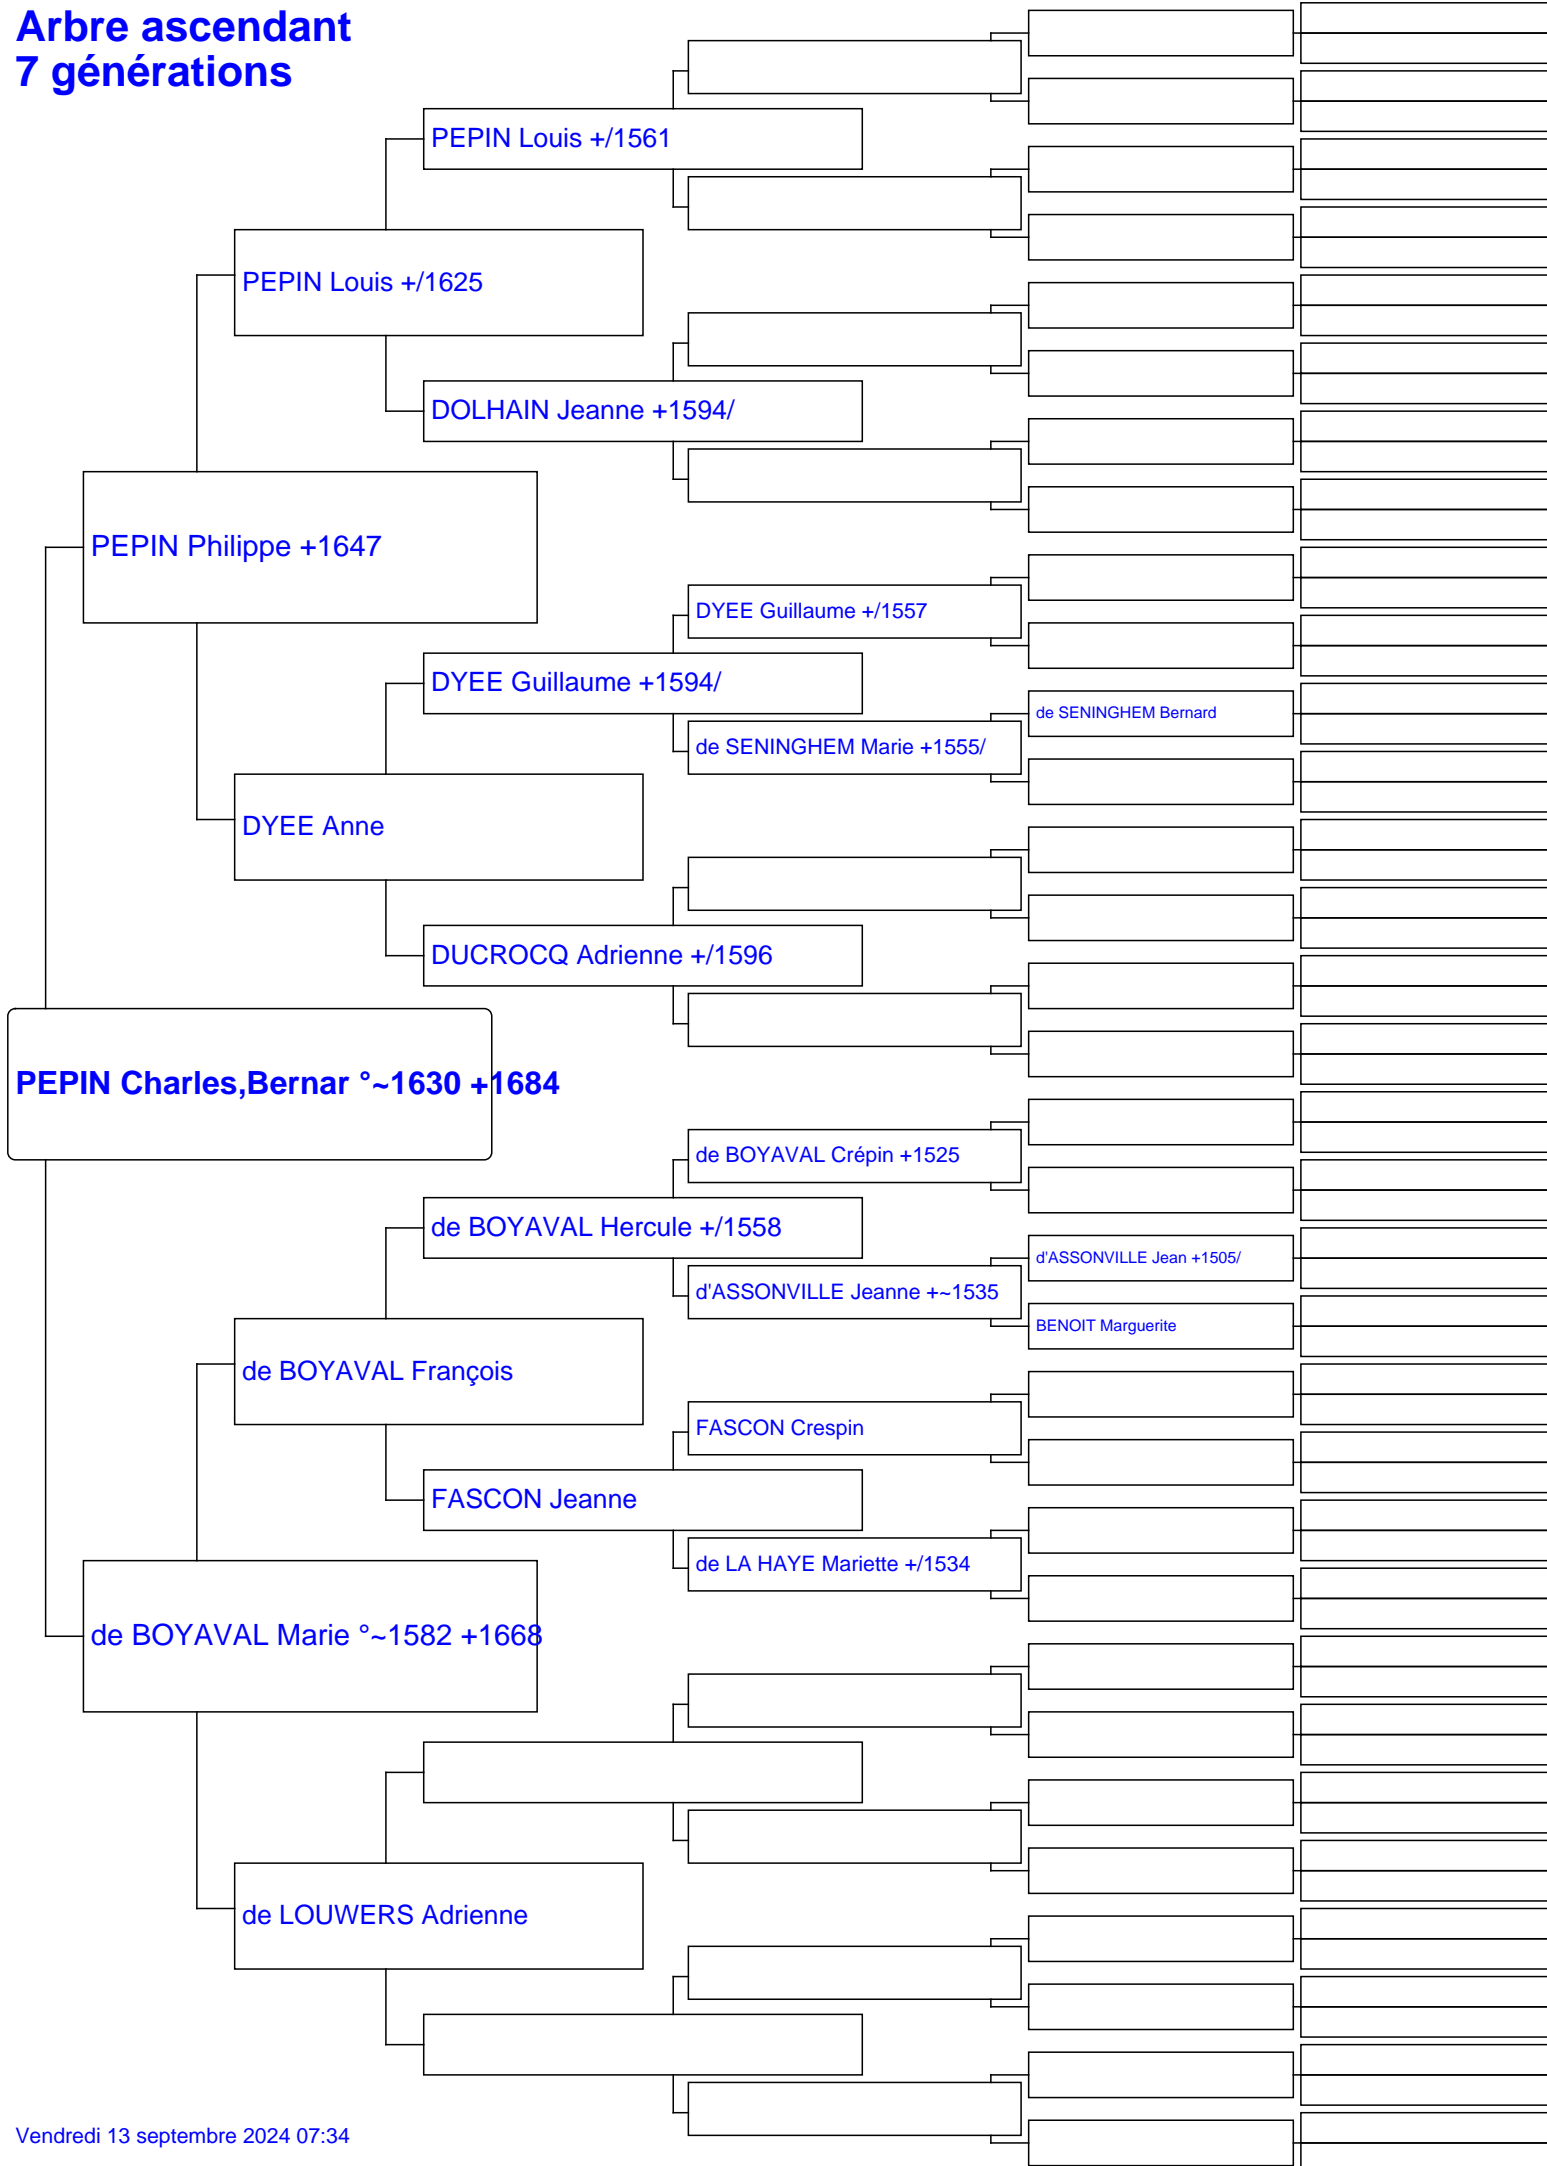 Arbre ascendant
7 générations
PEPIN Louis +/1561
PEPIN Louis +/1625
DOLHAIN Jeanne +1594/
PEPIN Philippe +1647
DYEE Guillaume +/1557
DYEE Guillaume +1594/
de SENINGHEM Bernard
de SENINGHEM Marie +1555/
DYEE Anne
DUCROCQ Adrienne +/1596
PEPIN Charles,Bernar °~1630 +1684
de BOYAVAL Crépin +1525
de BOYAVAL Hercule +/1558
d'ASSONVILLE Jean +1505/
d'ASSONVILLE Jeanne +~1535
BENOIT Marguerite
de BOYAVAL François
FASCON Crespin
FASCON Jeanne
de LA HAYE Mariette +/1534
de BOYAVAL Marie °~1582 +1668
de LOUWERS Adrienne
Vendredi 13 septembre 2024 07:34